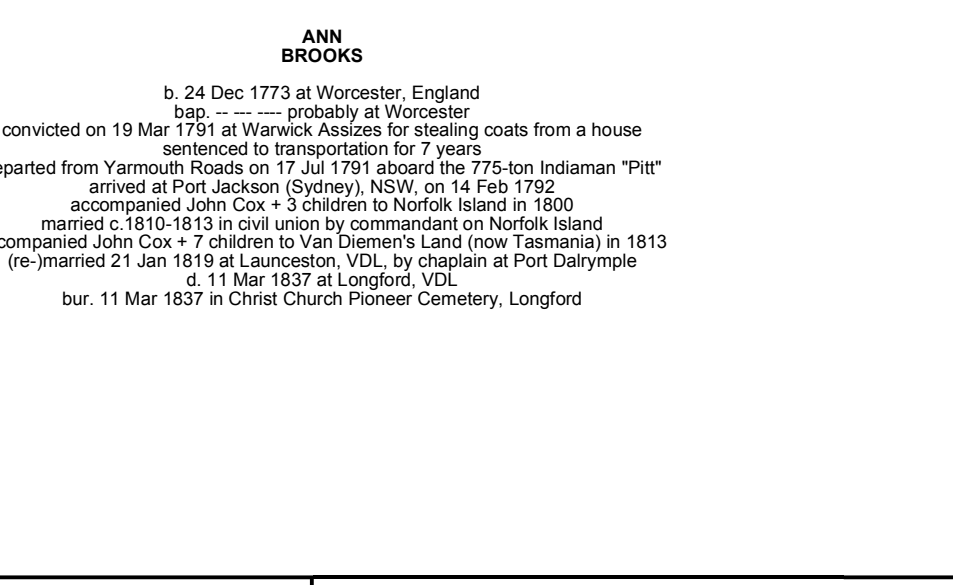 ANN
BROOKS
b. 24 Dec 1773 at Worcester, England
bap. -- --- ---- probably at Worcester
convicted on 19 Mar 1791 at Warwick Assizes for stealing coats from a house
sentenced to transportation for 7 years
eparted from Yarmouth Roads on 17 Jul 1791 aboard the 775-ton Indiaman "Pitt"
arrived at Port Jackson (Sydney), NSW, on 14 Feb 1792
accompanied John Cox + 3 children to Norfolk Island in 1800
married c.1810-1813 in civil union by commandant on Norfolk Island
companied John Cox + 7 children to Van Diemen's Land (now Tasmania) in 1813
(re-)married 21 Jan 1819 at Launceston, VDL, by chaplain at Port Dalrymple
d. 11 Mar 1837 at Longford, VDL
bur. 11 Mar 1837 in Christ Church Pioneer Cemetery, Longford